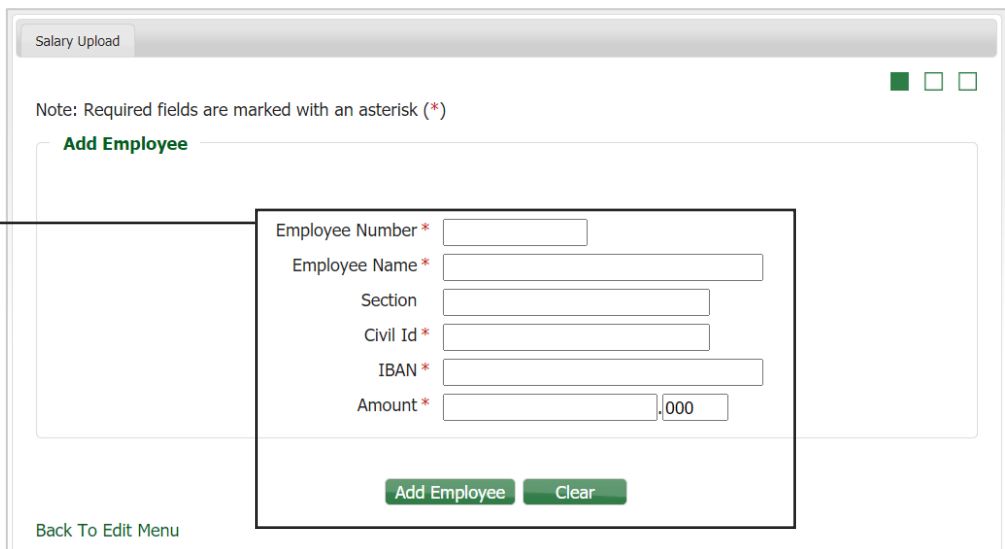 Salary Upload
Note: Required fields are marked with an asterisk (*)
Add Employee
Employee Number *
Employee Name *
Section
Civil Id *
IBAN *
Amount * .000
Add Employee Clear
Back To Edit Menu